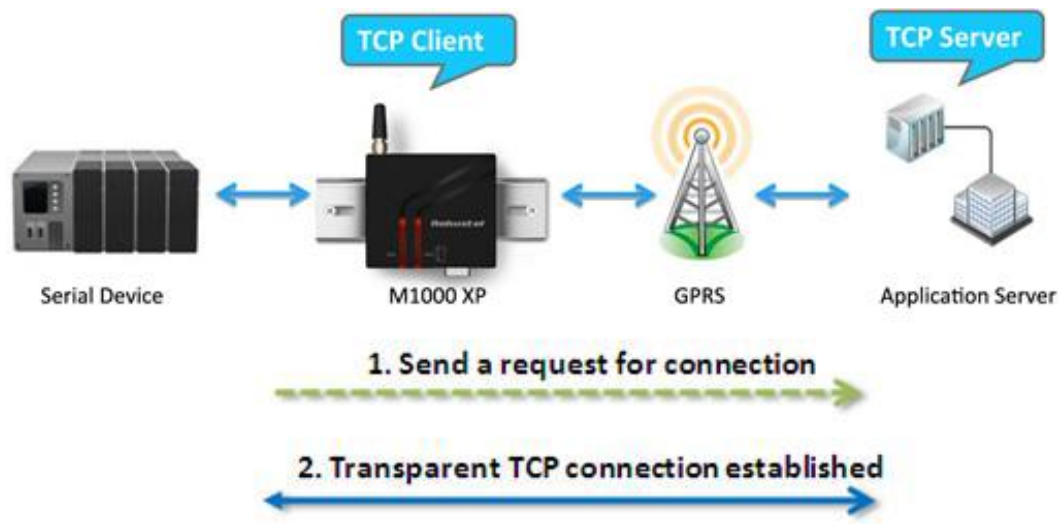 TCP Client
TCP Server
Robustel
Serial Device
M1000 XP
GPRS
Application Server
1. Send a request for connection
2. Transparent TCP connection established